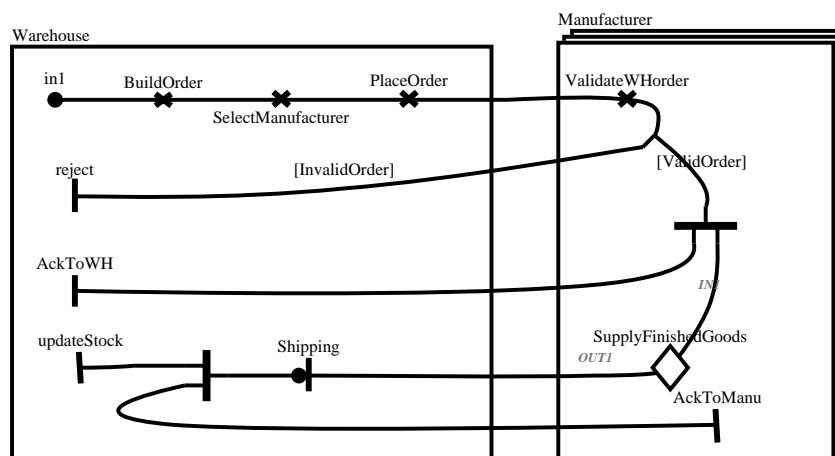 Manufacturer
Warehouse
in1
BuildOrder
PlaceOrder
ValidateWHorder
SelectManufacturer
reject
[InvalidOrder]
[ValidOrder]
AckToWH
IN1
updateStock
Shipping
OUT1
SupplyFinishedGoods
AckToManu